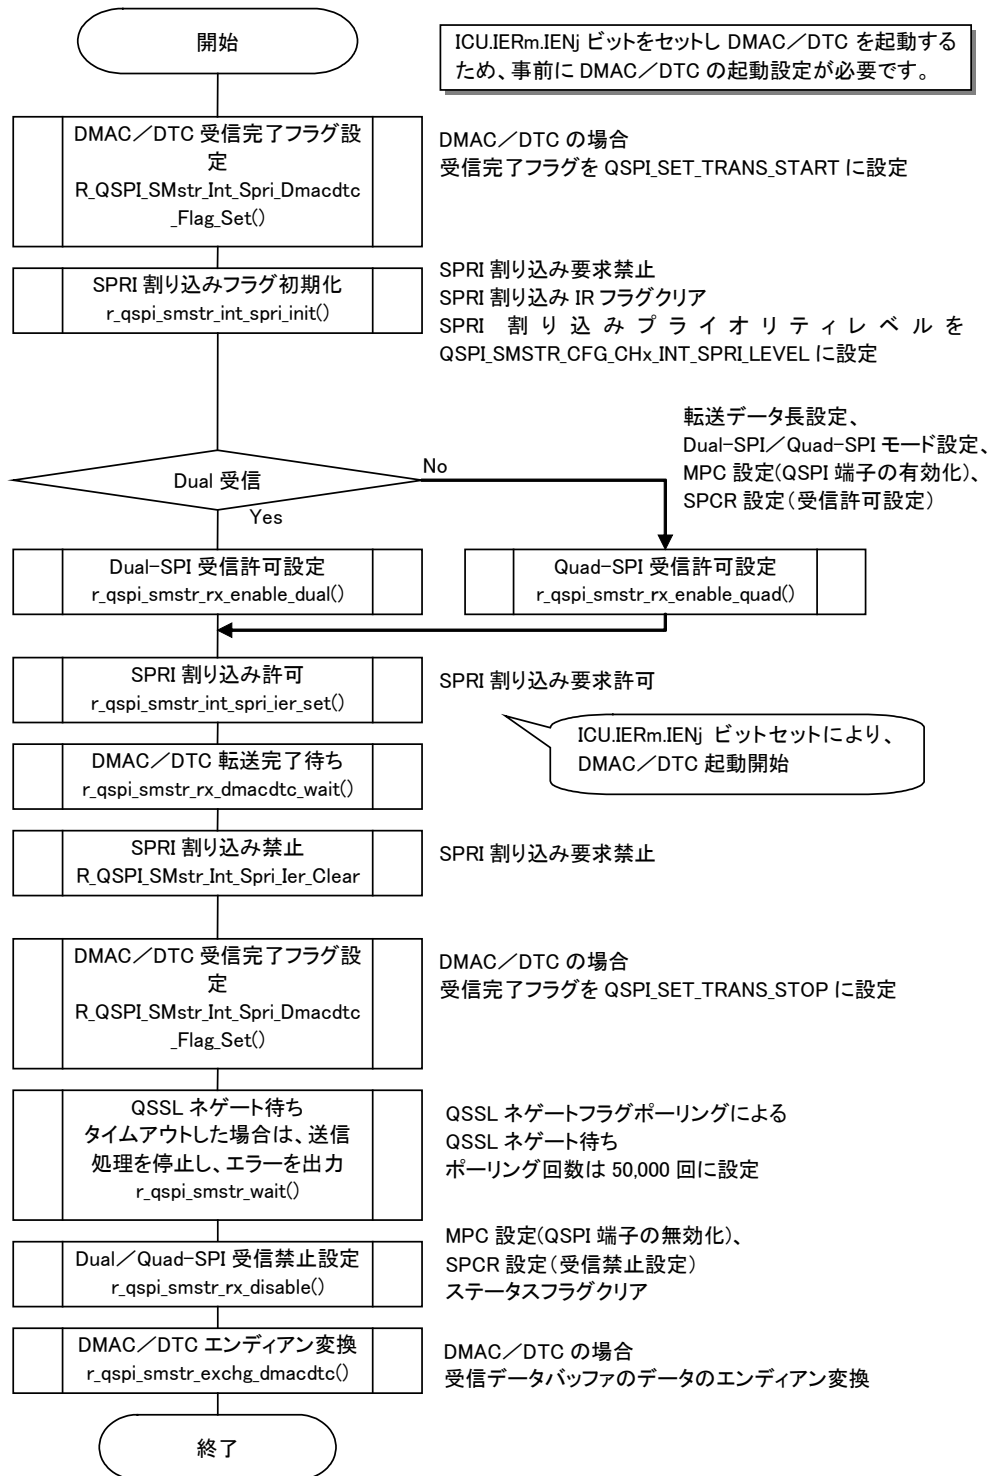 開始
ICU.IERm.IENj ビットをセットし DMAC／DTC を起動する
ため、事前に DMAC／DTC の起動設定が必要です。
DMAC／DTC 受信完了フラグ設
定
R_QSPI_SMstr_Int_Spri_Dmacdtc
_Flag_Set()
DMAC／DTC の場合
受信完了フラグを QSPI_SET_TRANS_START に設定
SPRI 割り込みフラグ初期化
r_qspi_smstr_int_spri_init()
SPRI 割り込み要求禁止
SPRI 割り込み IR フラグクリア
SPRI 割り込みプライオリティレベルを
QSPI_SMSTR_CFG_CHx_INT_SPRI_LEVEL に設定
転送データ長設定、
Dual-SPI／Quad-SPI モード設定、
MPC 設定(QSPI 端子の有効化)、
SPCR 設定（受信許可設定）
Dual 受信
No
Yes
Dual-SPI 受信許可設定
r_qspi_smstr_rx_enable_dual()
Quad-SPI 受信許可設定
r_qspi_smstr_rx_enable_quad()
SPRI 割り込み許可
r_qspi_smstr_int_spri_ier_set()
SPRI 割り込み要求許可
ICU.IERm.IENj ビットセットにより、
DMAC／DTC 起動開始
DMAC／DTC 転送完了待ち
r_qspi_smstr_rx_dmacdtc_wait()
SPRI 割り込み禁止
R_QSPI_SMstr_Int_Spri_Ier_Clear
SPRI 割り込み要求禁止
DMAC／DTC 受信完了フラグ設
定
R_QSPI_SMstr_Int_Spri_Dmacdtc
_Flag_Set()
DMAC／DTC の場合
受信完了フラグを QSPI_SET_TRANS_STOP に設定
QSSL ネゲート待ち
タイムアウトした場合は、送信
処理を停止し、エラーを出力
r_qspi_smstr_wait()
QSSL ネゲートフラグポーリングによる
QSSL ネゲート待ち
ポーリング回数は 50,000 回に設定
Dual／Quad-SPI 受信禁止設定
r_qspi_smstr_rx_disable()
MPC 設定(QSPI 端子の無効化)、
SPCR 設定（受信禁止設定）
ステータスフラグクリア
DMAC／DTC エンディアン変換
r_qspi_smstr_exchg_dmacdtc()
DMAC／DTC の場合
受信データバッファのデータのエンディアン変換
終了